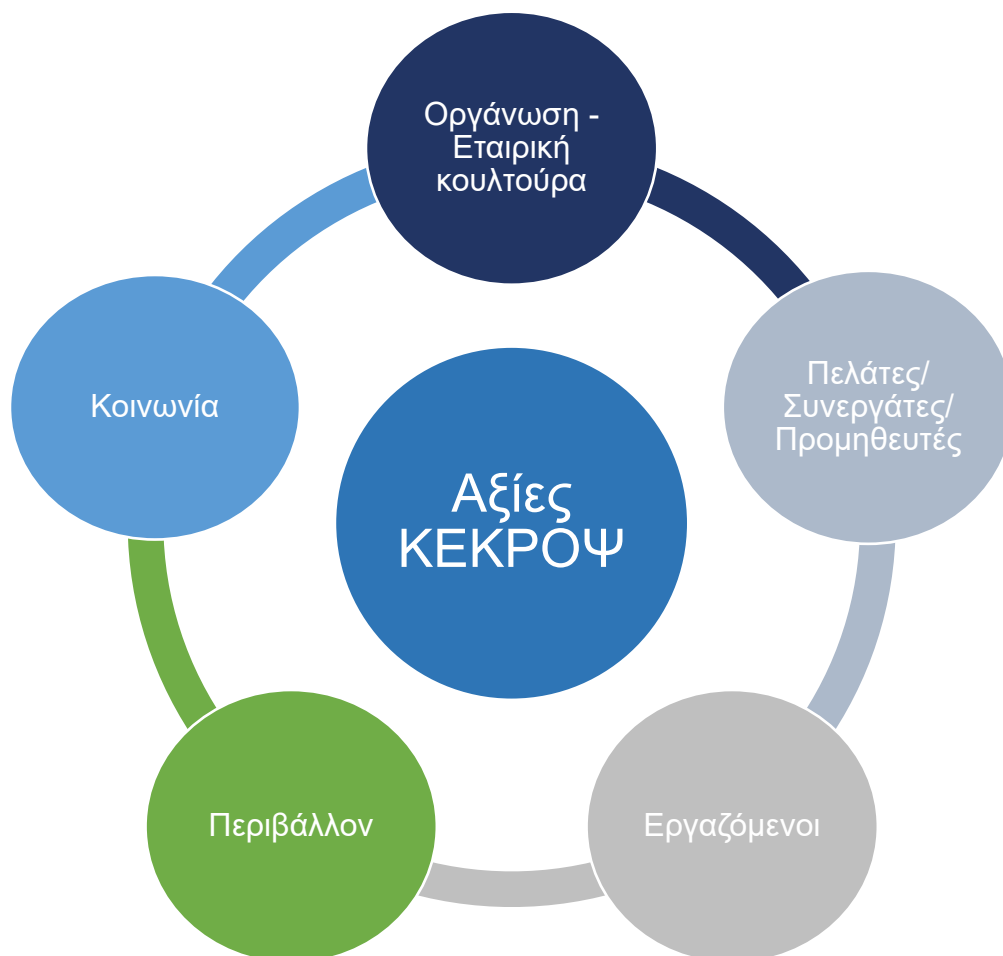 Οργάνωση -
Εταιρική
κουλτούρα
Πελάτες/
Συνεργάτες/
Προμηθευτές
Κοινωνία
Αξίες
ΚΕΚΡΟΨ
Περιβάλλον
Εργαζόμενοι